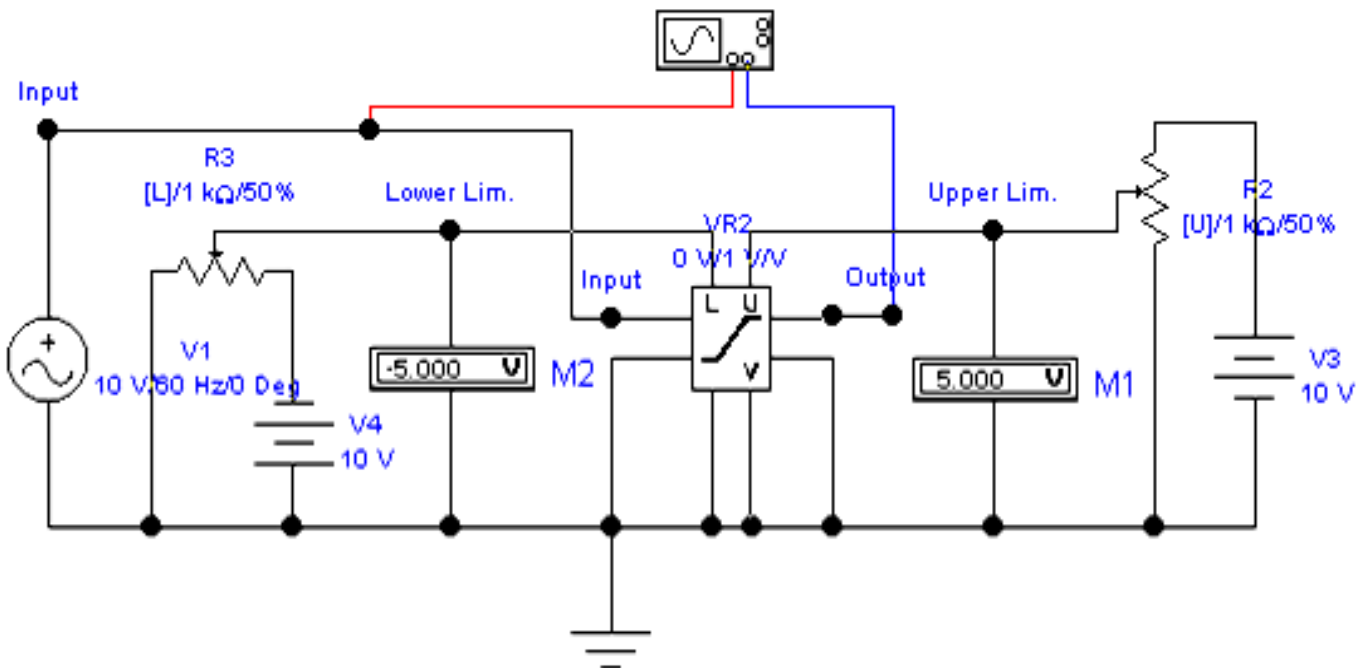 Input
R3
[L]/1 kΩ/50%
Lower Lim.
Upper Lim.
R2
[U]/1 kΩ/50%
VR2
0 V/1 V/V
Input
Output
L U
V
V1
10 V/60 Hz/0 Deg
-5.000 V
M2
5.000 V
M1
V3
10 V
V4
10 V